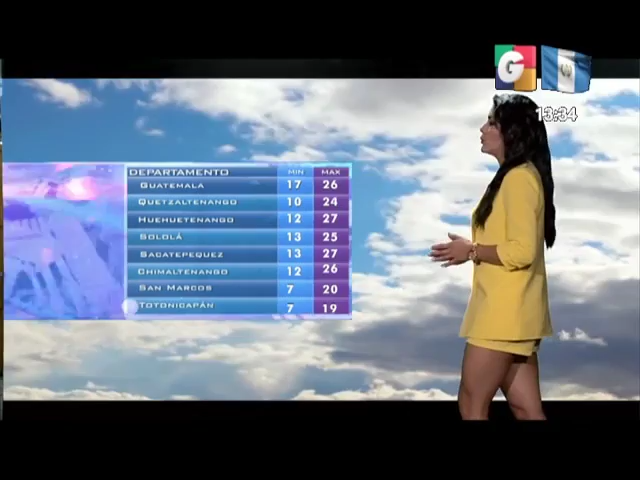 G
13:34
DEPARTAMENTO MIN MAX
GUATEMALA 17 26
QUETZALTENANGO 10 24
HUEHUETENANGO 12 27
SOLOLÁ 13 25
SACATEPEQUEZ 13 27
CHIMALTENANGO 12 26
SAN MARCOS 7 20
TOTONICAPÁN 7 19